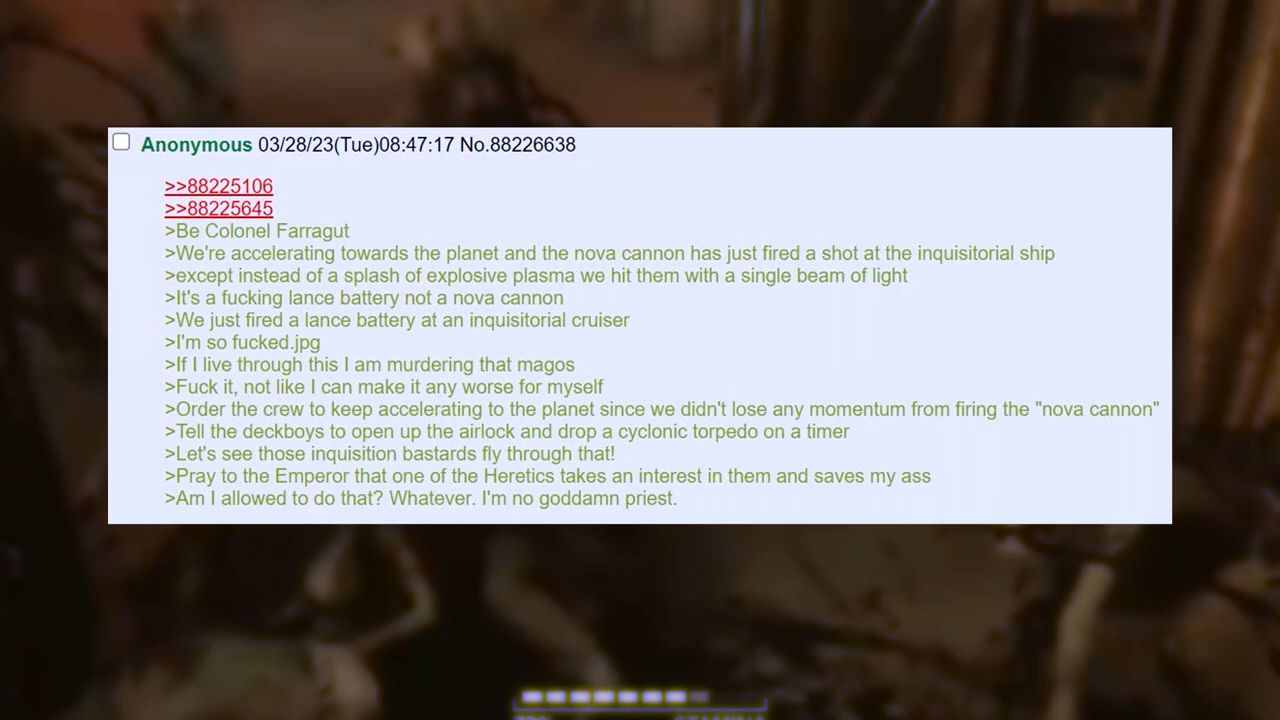 Anonymous 03/28/23(Tue)08:47:17 No.88226638
>>88225106
>>88225645
>Be Colonel Farragut
>We're accelerating towards the planet and the nova cannon has just fired a shot at the inquisitorial ship
>except instead of a splash of explosive plasma we hit them with a single beam of light
>It's a fucking lance battery not a nova cannon
>We just fired a lance battery at an inquisitorial cruiser
>I'm so fucked.jpg
>If I live through this I am murdering that magos
>Fuck it, not like I can make it any worse for myself
>Order the crew to keep accelerating to the planet since we didn't lose any momentum from firing the "nova cannon"
>Tell the deckboys to open up the airlock and drop a cyclonic torpedo on a timer
>Let's see those inquisition bastards fly through that!
>Pray to the Emperor that one of the Heretics takes an interest in them and saves my ass
>Am I allowed to do that? Whatever. I'm no goddamn priest.